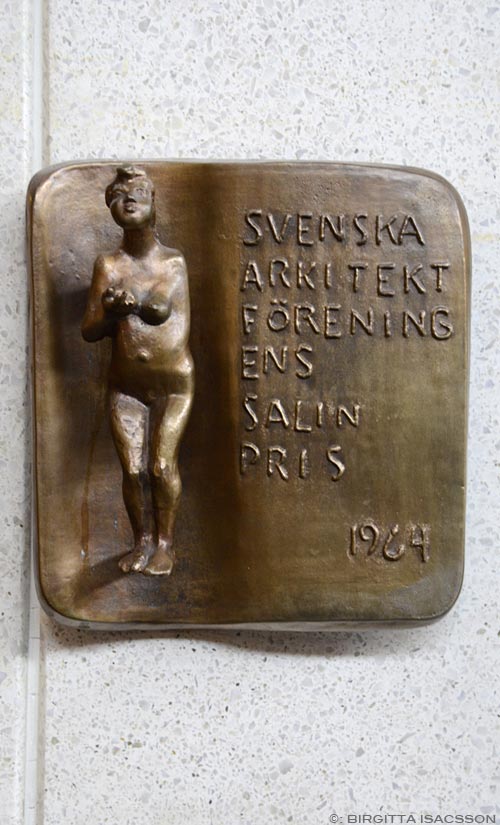 SVENSKA
ARKITEKT
FÖRENING
ENS
SALIN
PRIS
1964
©: BIRGITTA ISACSSON